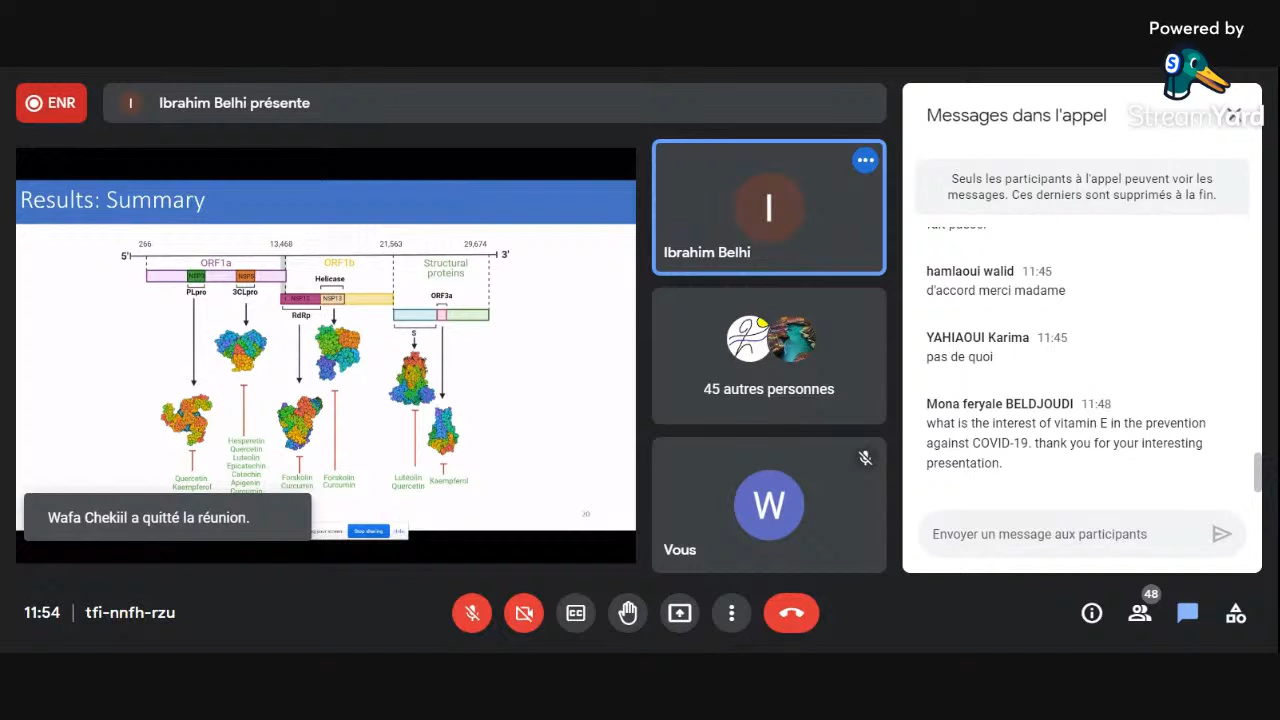 Powered by
StreamYard
ENR
I
Ibrahim Belhi présente
Results: Summary
266
13,468
21,563
29,674
5'
3'
ORF1a
ORF1b
Structural
proteins
NSP3
NSP5
Helicase
ORF3a
PLpro
3CLpro
NSP12
NSP13
RdRp
S
Hesperetin
Quercetin
Luteolin
Epicatechin
Catechin
Apigenin
Curcumin
Quercetin
Kaempferol
Forskolin
Curcumin
Forskolin
Curcumin
Luteolin
Quercetin
Kaempferol
20
Stop sharing
Hide
Wafa Chekiil a quitté la réunion.
I
Ibrahim Belhi
45 autres personnes
W
Vous
Messages dans l'appel
Seuls les participants à l'appel peuvent voir les
messages. Ces derniers sont supprimés à la fin.
hamlaoui walid 11:45
d'accord merci madame
YAHIAOUI Karima 11:45
pas de quoi
Mona feryale BELDJOUDI 11:48
what is the interest of vitamin E in the prevention
against COVID-19. thank you for your interesting
presentation.
Envoyer un message aux participants
11:54
tfi-nnfh-rzu
48